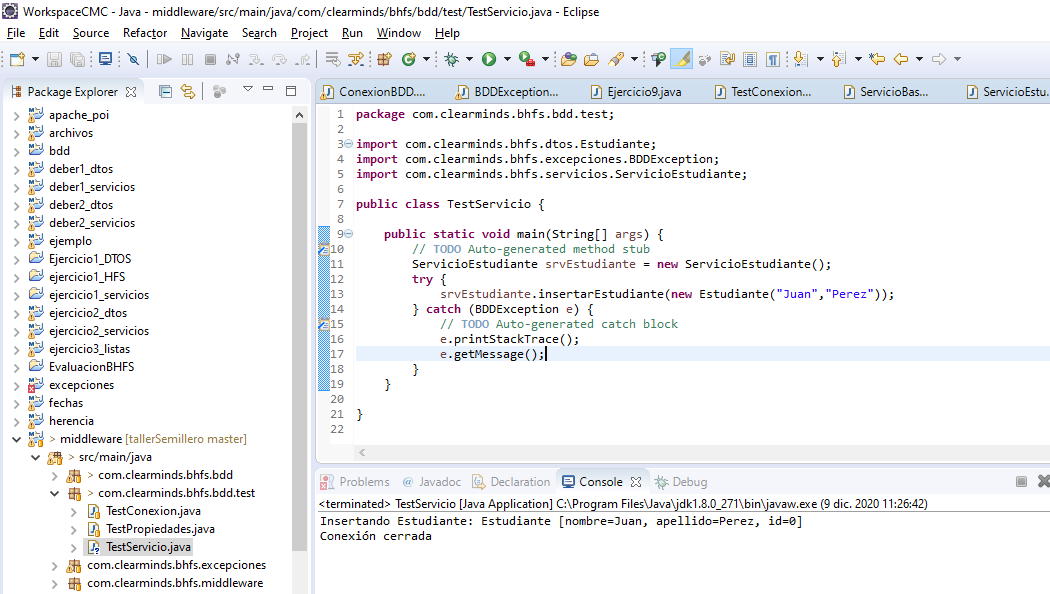 WorkspaceCMC - Java - middleware/src/main/java/com/clearminds/bhfs/bdd/test/TestServicio.java - Eclipse
File Edit Source Refactor Navigate Search Project Run Window Help
Package Explorer
apache_poi
archivos
bdd
deber1_dtos
deber1_servicios
deber2_dtos
deber2_servicios
ejemplo
Ejercicio1_DTOS
ejercicio1_HFS
ejercicio1_servicios
ejercicio2_dtos
ejercicio2_servicios
ejercicio3_listas
EvaluacionBHFS
excepciones
fechas
herencia
> middleware [tallerSemillero master]
> src/main/java
> com.clearminds.bhfs.bdd
> com.clearminds.bhfs.bdd.test
TestConexion.java
TestPropiedades.java
TestServicio.java
com.clearminds.bhfs.excepciones
com.clearminds.bhfs.middleware
ConexionBDD.... BDDException... Ejercicio9.java TestConexion... ServicioBas... ServicioEstu.
1 package com.clearminds.bhfs.bdd.test;
2
3 import com.clearminds.bhfs.dtos.Estudiante;
4 import com.clearminds.bhfs.excepciones.BDDException;
5 import com.clearminds.bhfs.servicios.ServicioEstudiante;
6
7 public class TestServicio {
8
9 public static void main(String[] args) {
10 // TODO Auto-generated method stub
11 ServicioEstudiante srvEstudiante = new ServicioEstudiante();
12 try {
13 srvEstudiante.insertarEstudiante(new Estudiante("Juan","Perez"));
14 } catch (BDDException e) {
15 // TODO Auto-generated catch block
16 e.printStackTrace();
17 e.getMessage();
18 }
19 }
20
21 }
22
Problems @ Javadoc Declaration Console Debug
<terminated> TestServicio [Java Application] C:\Program Files\Java\jdk1.8.0_271\bin\javaw.exe (9 dic. 2020 11:26:42)
Insertando Estudiante: Estudiante [nombre=Juan, apellido=Perez, id=0]
Conexión cerrada